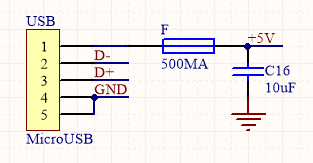 USB
1
2
3
4
5
D-
D+
GND
MicroUSB
F
500MA
+5V
C16
10uF